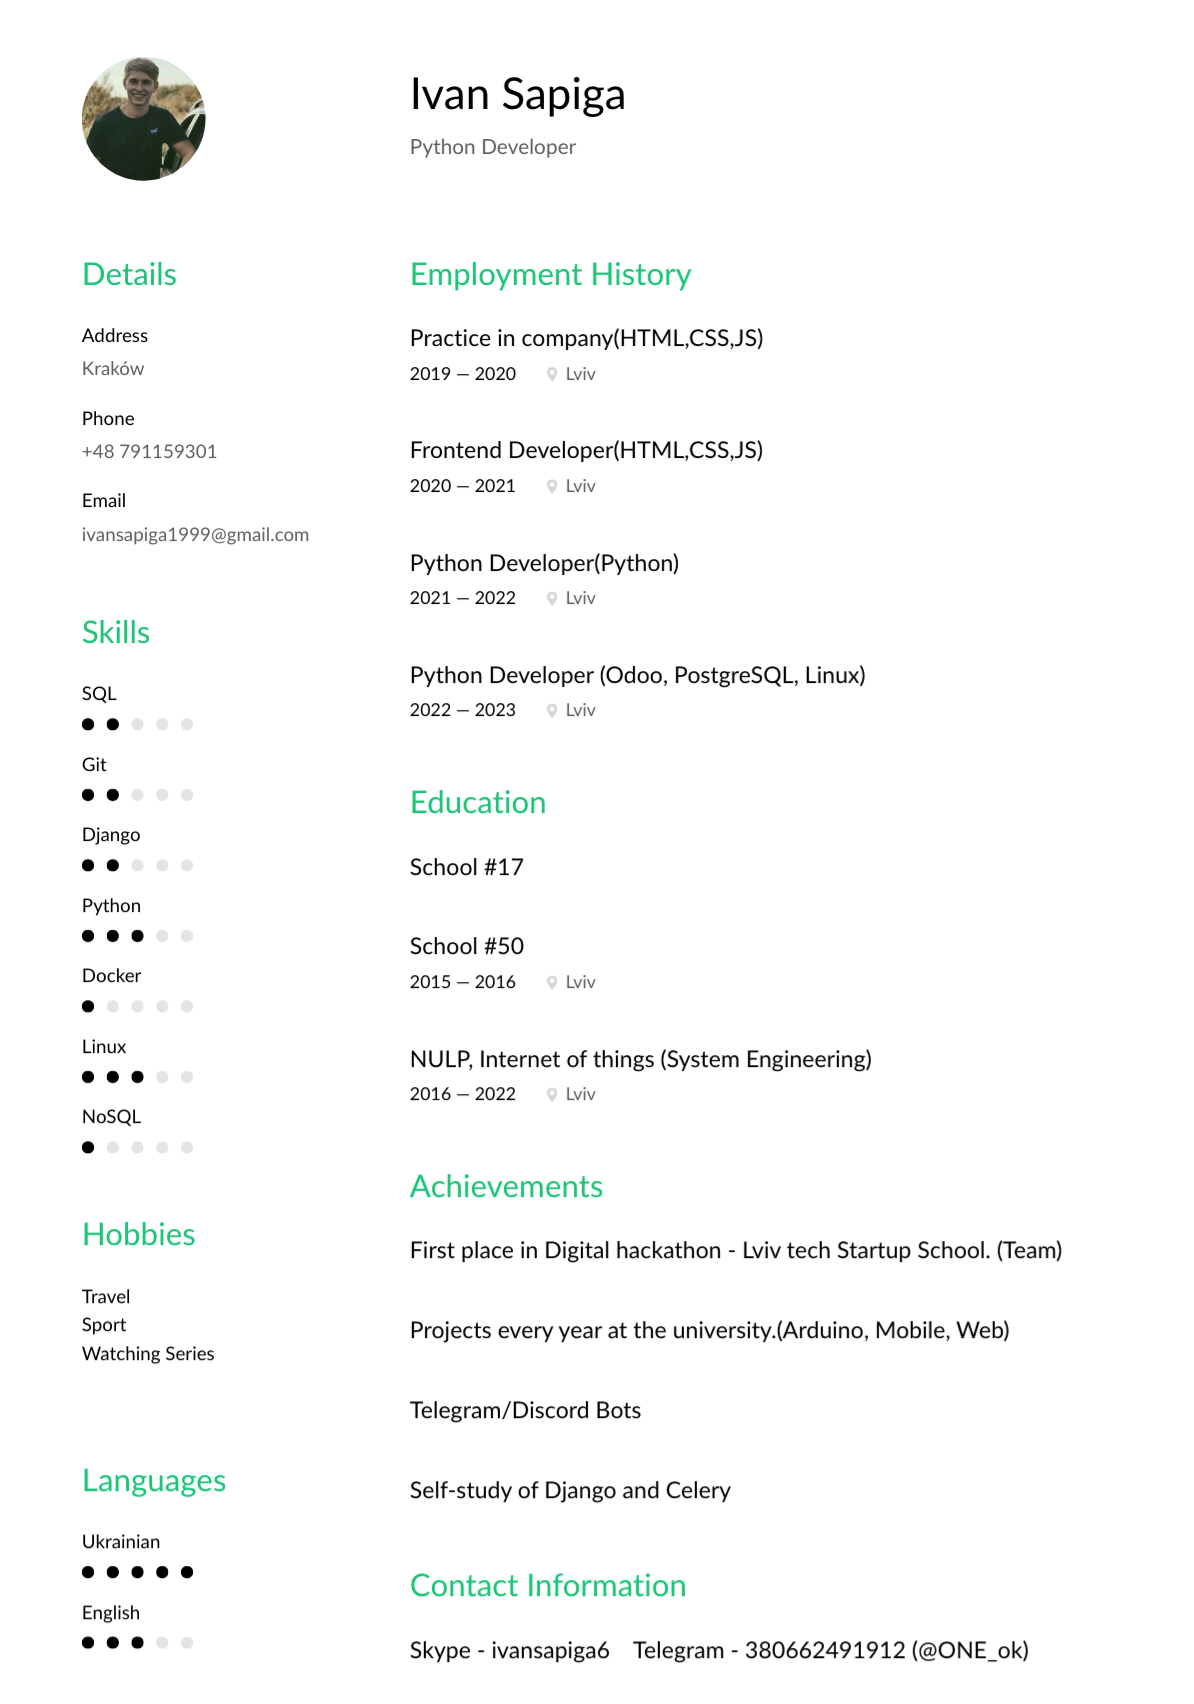 Ivan Sapiga
Python Developer
Details
Address
Kraków
Phone
+48 791159301
Email
ivansapiga1999@gmail.com
Skills
SQL
Git
Django
Python
Docker
Linux
NoSQL
Hobbies
Travel
Sport
Watching Series
Languages
Ukrainian
English
Employment History
Practice in company(HTML,CSS,JS)
2019 — 2020 Lviv
Frontend Developer(HTML,CSS,JS)
2020 — 2021 Lviv
Python Developer(Python)
2021 — 2022 Lviv
Python Developer (Odoo, PostgreSQL, Linux)
2022 — 2023 Lviv
Education
School #17
School #50
2015 — 2016 Lviv
NULP, Internet of things (System Engineering)
2016 — 2022 Lviv
Achievements
First place in Digital hackathon - Lviv tech Startup School. (Team)
Projects every year at the university.(Arduino, Mobile, Web)
Telegram/Discord Bots
Self-study of Django and Celery
Contact Information
Skype - ivansapiga6 Telegram - 380662491912 (@ONE_ok)